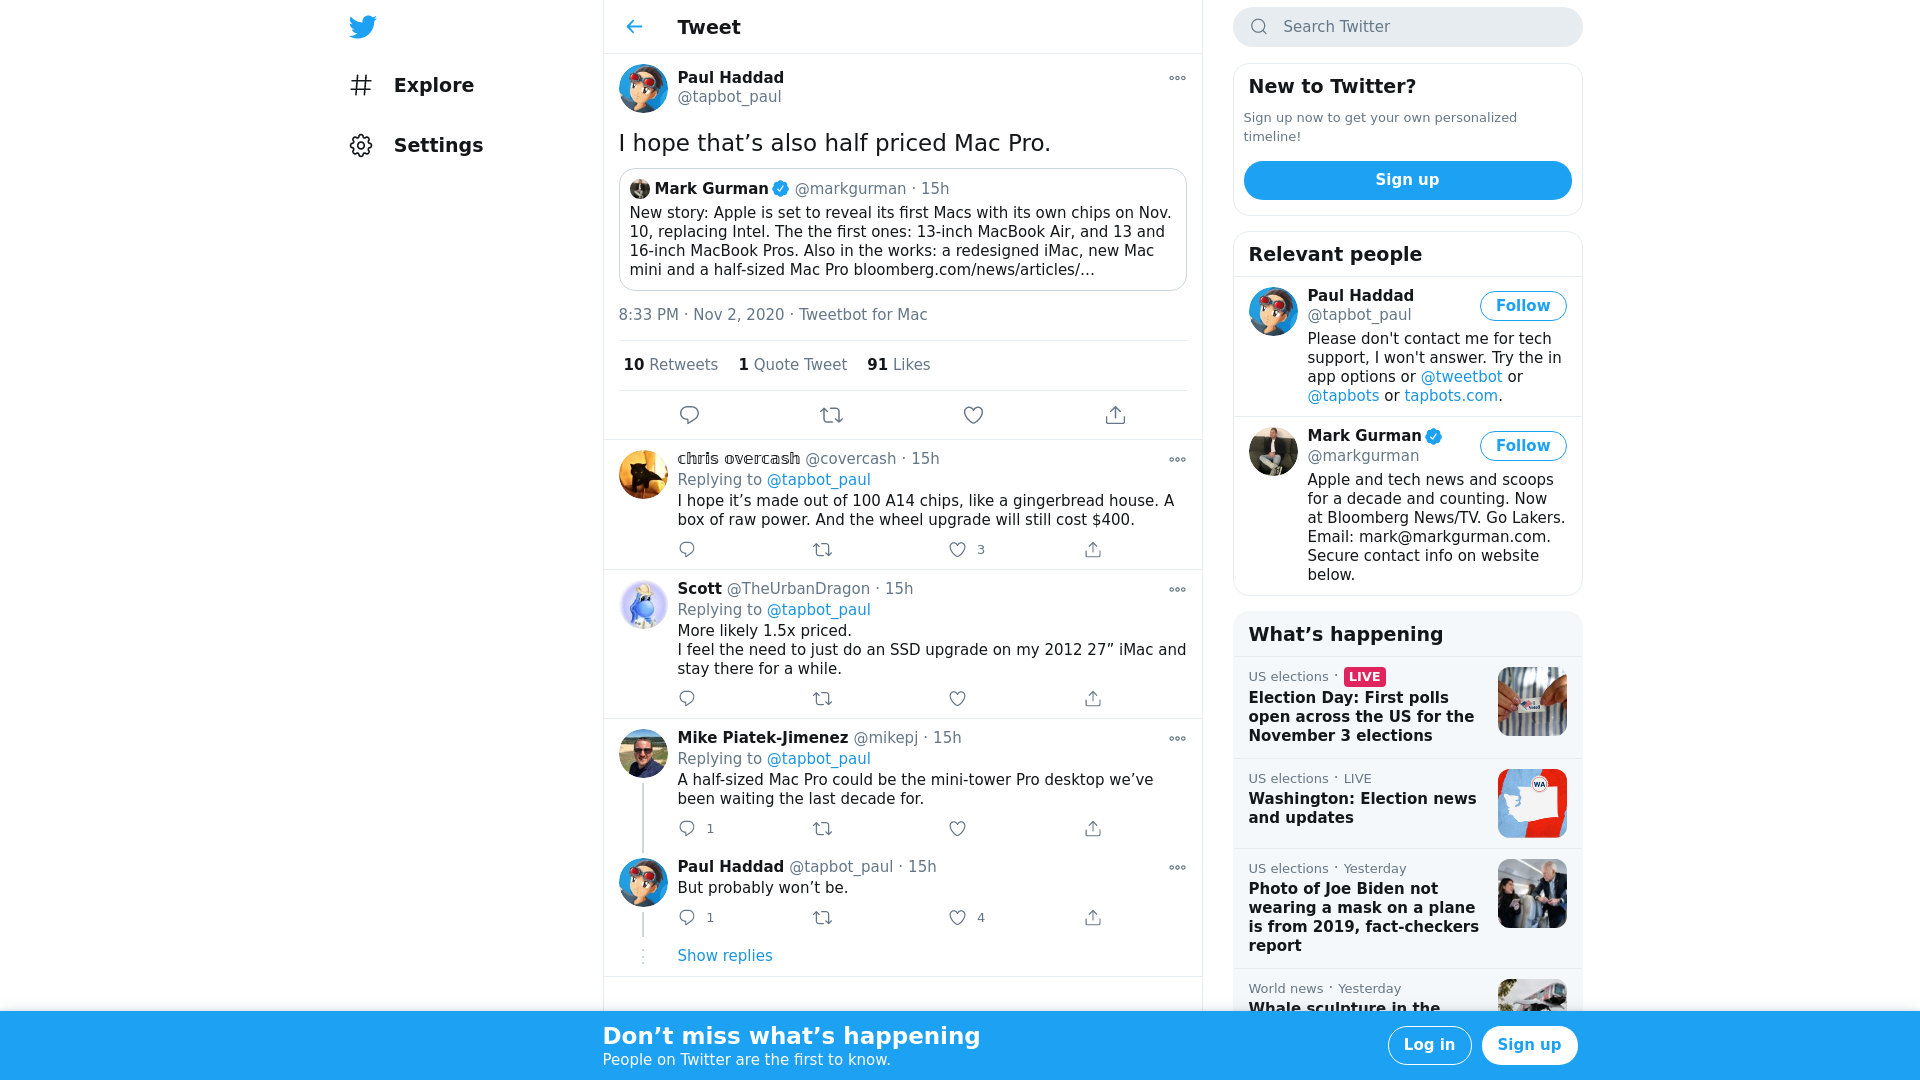 Explore
Settings
Tweet
Paul Haddad
@tapbot_paul
I hope that’s also half priced Mac Pro.
Mark Gurman @markgurman · 15h
New story: Apple is set to reveal its first Macs with its own chips on Nov.
10, replacing Intel. The the first ones: 13-inch MacBook Air, and 13 and
16-inch MacBook Pros. Also in the works: a redesigned iMac, new Mac
mini and a half-sized Mac Pro bloomberg.com/news/articles/…
8:33 PM · Nov 2, 2020 · Tweetbot for Mac
10 Retweets 1 Quote Tweet 91 Likes
𝕔𝕙𝕣𝕚𝕤 𝕠𝕧𝕖𝕣𝕔𝕒𝕤𝕙 @covercash · 15h
Replying to @tapbot_paul
I hope it’s made out of 100 A14 chips, like a gingerbread house. A
box of raw power. And the wheel upgrade will still cost $400.
3
Scott @TheUrbanDragon · 15h
Replying to @tapbot_paul
More likely 1.5x priced.
I feel the need to just do an SSD upgrade on my 2012 27” iMac and
stay there for a while.
Mike Piatek-Jimenez @mikepj · 15h
Replying to @tapbot_paul
A half-sized Mac Pro could be the mini-tower Pro desktop we’ve
been waiting the last decade for.
1
Paul Haddad @tapbot_paul · 15h
But probably won’t be.
1 4
Show replies
Search Twitter
New to Twitter?
Sign up now to get your own personalized
timeline!
Sign up
Relevant people
Paul Haddad
@tapbot_paul
Follow
Please don't contact me for tech
support, I won't answer. Try the in
app options or @tweetbot or
@tapbots or tapbots.com.
Mark Gurman
@markgurman
Follow
Apple and tech news and scoops
for a decade and counting. Now
at Bloomberg News/TV. Go Lakers.
Email: mark@markgurman.com.
Secure contact info on website
below.
What’s happening
US elections · LIVE
Election Day: First polls
open across the US for the
November 3 elections
US elections · LIVE
Washington: Election news
and updates
WA
US elections · Yesterday
Photo of Joe Biden not
wearing a mask on a plane
is from 2019, fact-checkers
report
World news · Yesterday
Whale sculpture in the
Don’t miss what’s happening
People on Twitter are the first to know.
Log in
Sign up